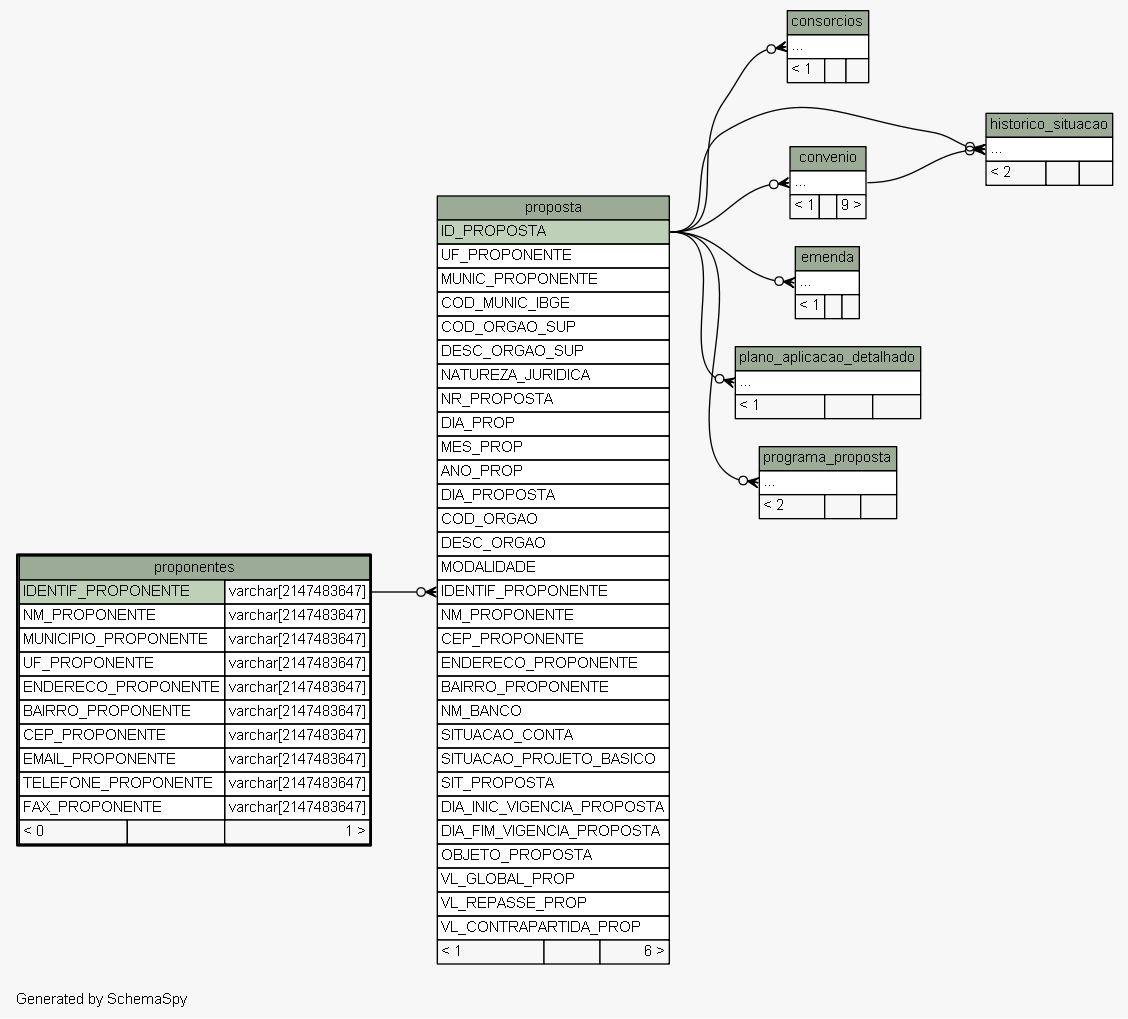 consorcios
...
< 1
historico_situacao
...
< 2
convenio
...
< 1 9 >
emenda
...
< 1
plano_aplicacao_detalhado
...
< 1
programa_proposta
...
< 2
proposta
ID_PROPOSTA
UF_PROPONENTE
MUNIC_PROPONENTE
COD_MUNIC_IBGE
COD_ORGAO_SUP
DESC_ORGAO_SUP
NATUREZA_JURIDICA
NR_PROPOSTA
DIA_PROP
MES_PROP
ANO_PROP
DIA_PROPOSTA
COD_ORGAO
DESC_ORGAO
MODALIDADE
IDENTIF_PROPONENTE
NM_PROPONENTE
CEP_PROPONENTE
ENDERECO_PROPONENTE
BAIRRO_PROPONENTE
NM_BANCO
SITUACAO_CONTA
SITUACAO_PROJETO_BASICO
SIT_PROPOSTA
DIA_INIC_VIGENCIA_PROPOSTA
DIA_FIM_VIGENCIA_PROPOSTA
OBJETO_PROPOSTA
VL_GLOBAL_PROP
VL_REPASSE_PROP
VL_CONTRAPARTIDA_PROP
< 1 6 >
proponentes
IDENTIF_PROPONENTE varchar[2147483647]
NM_PROPONENTE varchar[2147483647]
MUNICIPIO_PROPONENTE varchar[2147483647]
UF_PROPONENTE varchar[2147483647]
ENDERECO_PROPONENTE varchar[2147483647]
BAIRRO_PROPONENTE varchar[2147483647]
CEP_PROPONENTE varchar[2147483647]
EMAIL_PROPONENTE varchar[2147483647]
TELEFONE_PROPONENTE varchar[2147483647]
FAX_PROPONENTE varchar[2147483647]
< 0 1 >
Generated by SchemaSpy